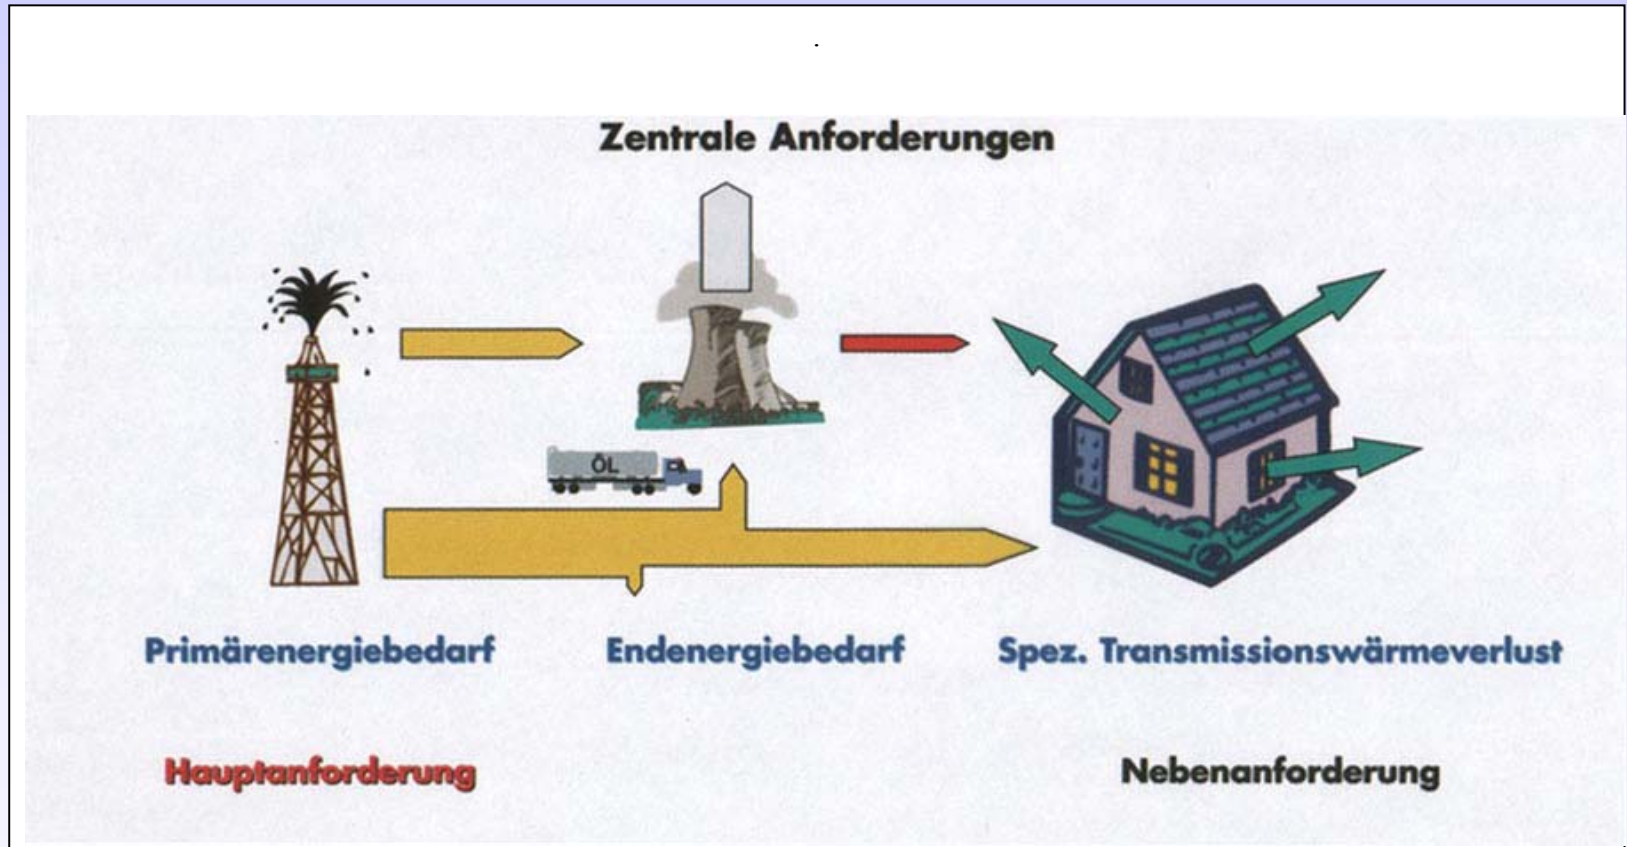 Zentrale Anforderungen
ÖL
Primärenergiebedarf Endenergiebedarf Spez. Transmissionswärmeverlust
Hauptanforderung Nebenanforderung